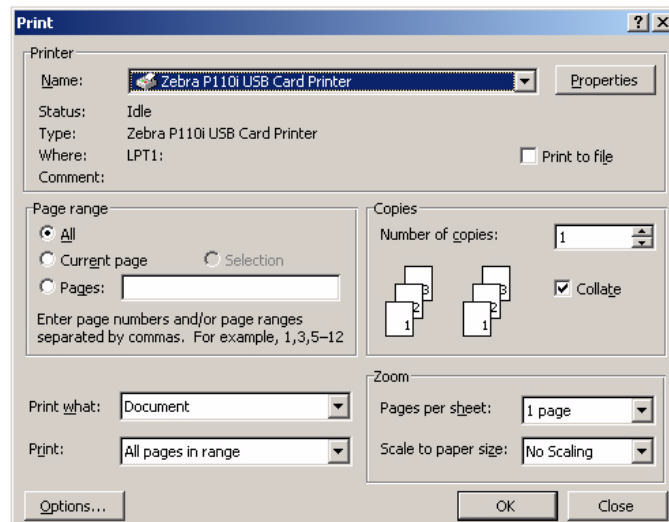 Print
Printer
Name: Zebra P110i USB Card Printer Properties
Status: Idle
Type: Zebra P110i USB Card Printer
Where: LPT1: Print to file
Comment:
Page range
All
Current page Selection
Pages:
Enter page numbers and/or page ranges
separated by commas. For example, 1,3,5–12
Copies
Number of copies: 1
3 3
2 2
1 1
Collate
Print what: Document
Print: All pages in range
Zoom
Pages per sheet: 1 page
Scale to paper size: No Scaling
Options... OK Close